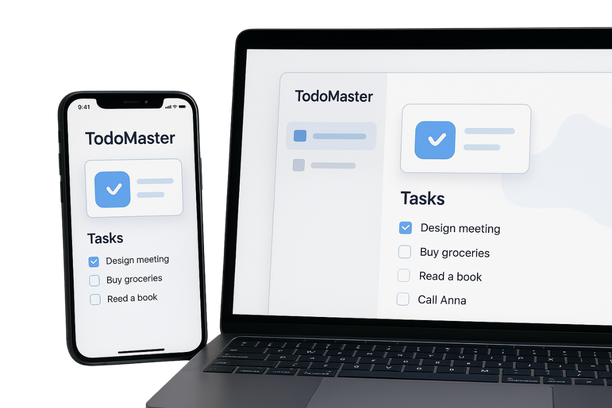 9:41
TodoMaster
Tasks
Design meeting
Buy groceries
Reed a book
TodoMaster
Tasks
Design meeting
Buy groceries
Read a book
Call Anna